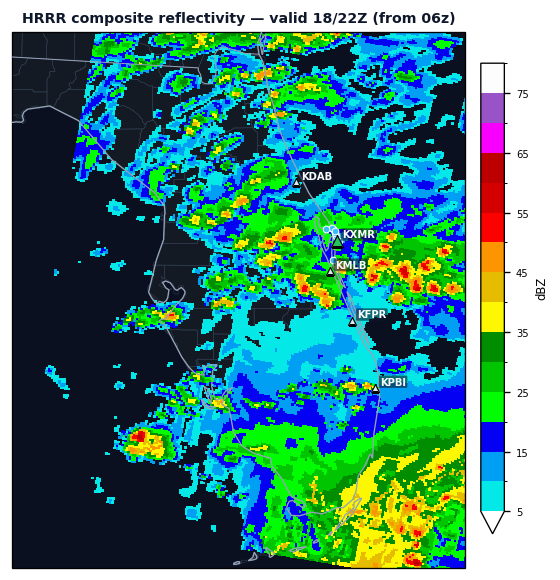 HRRR composite reflectivity — valid 18/22Z (from 06z)
KDAB
KXMR
KMLB
KFPR
KPBI
75
65
55
45
35
25
15
5
dBZ